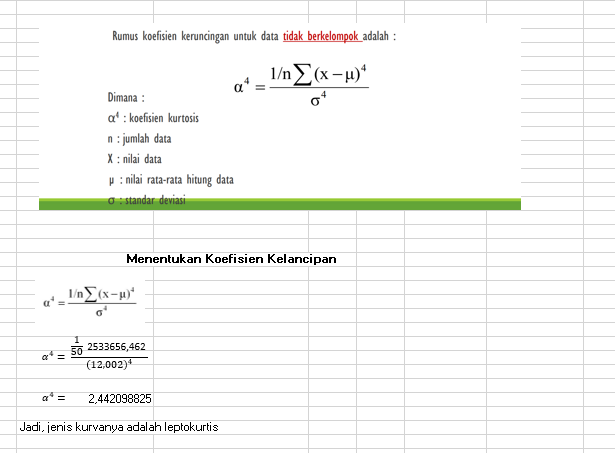 Rumus koefisien keruncingan untuk data tidak berkelompok adalah :
α⁴ = 1/n∑(x − μ)⁴ / σ⁴
Dimana :
α⁴ : koefisien kurtosis
n : jumlah data
X : nilai data
μ : nilai rata-rata hitung data
σ : standar deviasi
Menentukan Koefisien Kelancipan
α⁴ = 1/n∑(x − μ)⁴ / σ⁴
α⁴ = 1/50 2533656,462 / (12,002)⁴
α⁴ = 2,442098825
Jadi, jenis kurvanya adalah leptokurtis